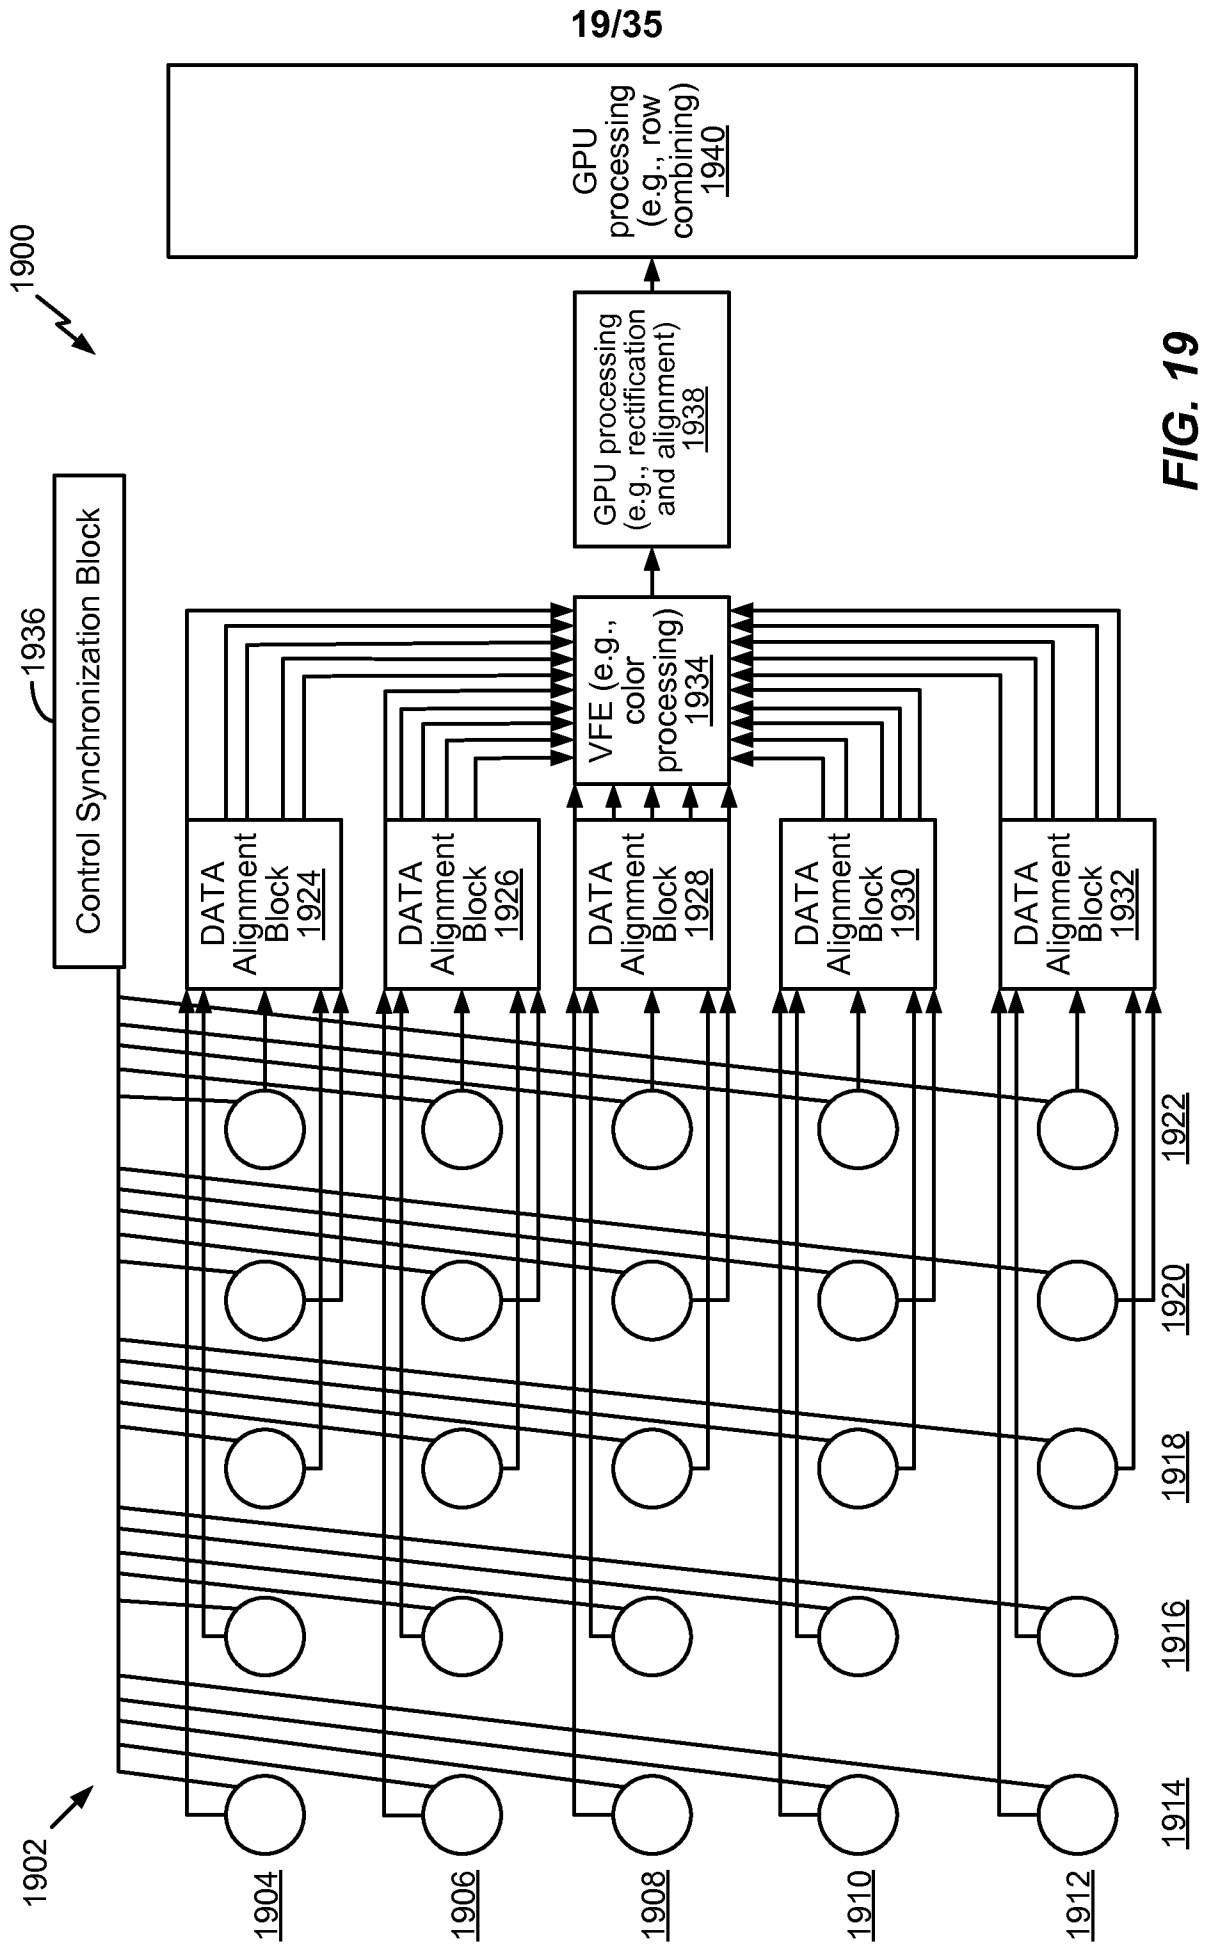 19/35
1900
1902
1936
Control Synchronization Block
1904
1906
1908
1910
1912
1914
1916
1918
1920
1922
DATA
Alignment
Block
1924
DATA
Alignment
Block
1926
DATA
Alignment
Block
1928
DATA
Alignment
Block
1930
DATA
Alignment
Block
1932
VFE (e.g.,
color
processing)
1934
GPU processing
(e.g., rectification
and alignment)
1938
GPU
processing
(e.g., row
combining)
1940
FIG. 19